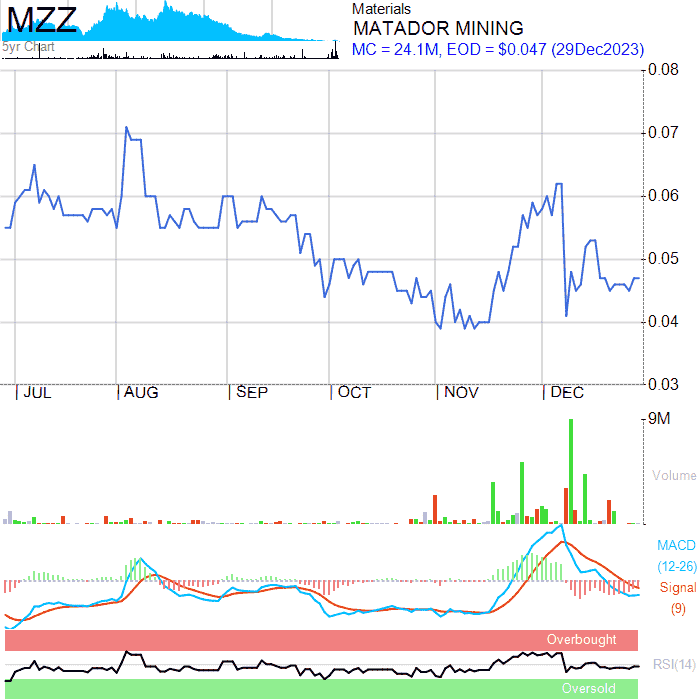 MZZ
5yr Chart
Materials
MATADOR MINING
MC = 24.1M, EOD = $0.047 (29Dec2023)
0.08
0.07
0.06
0.05
0.04
0.03
JUL AUG SEP OCT NOV DEC
9M
Volume
MACD
(12-26)
Signal
(9)
Overbought
RSI(14)
Oversold